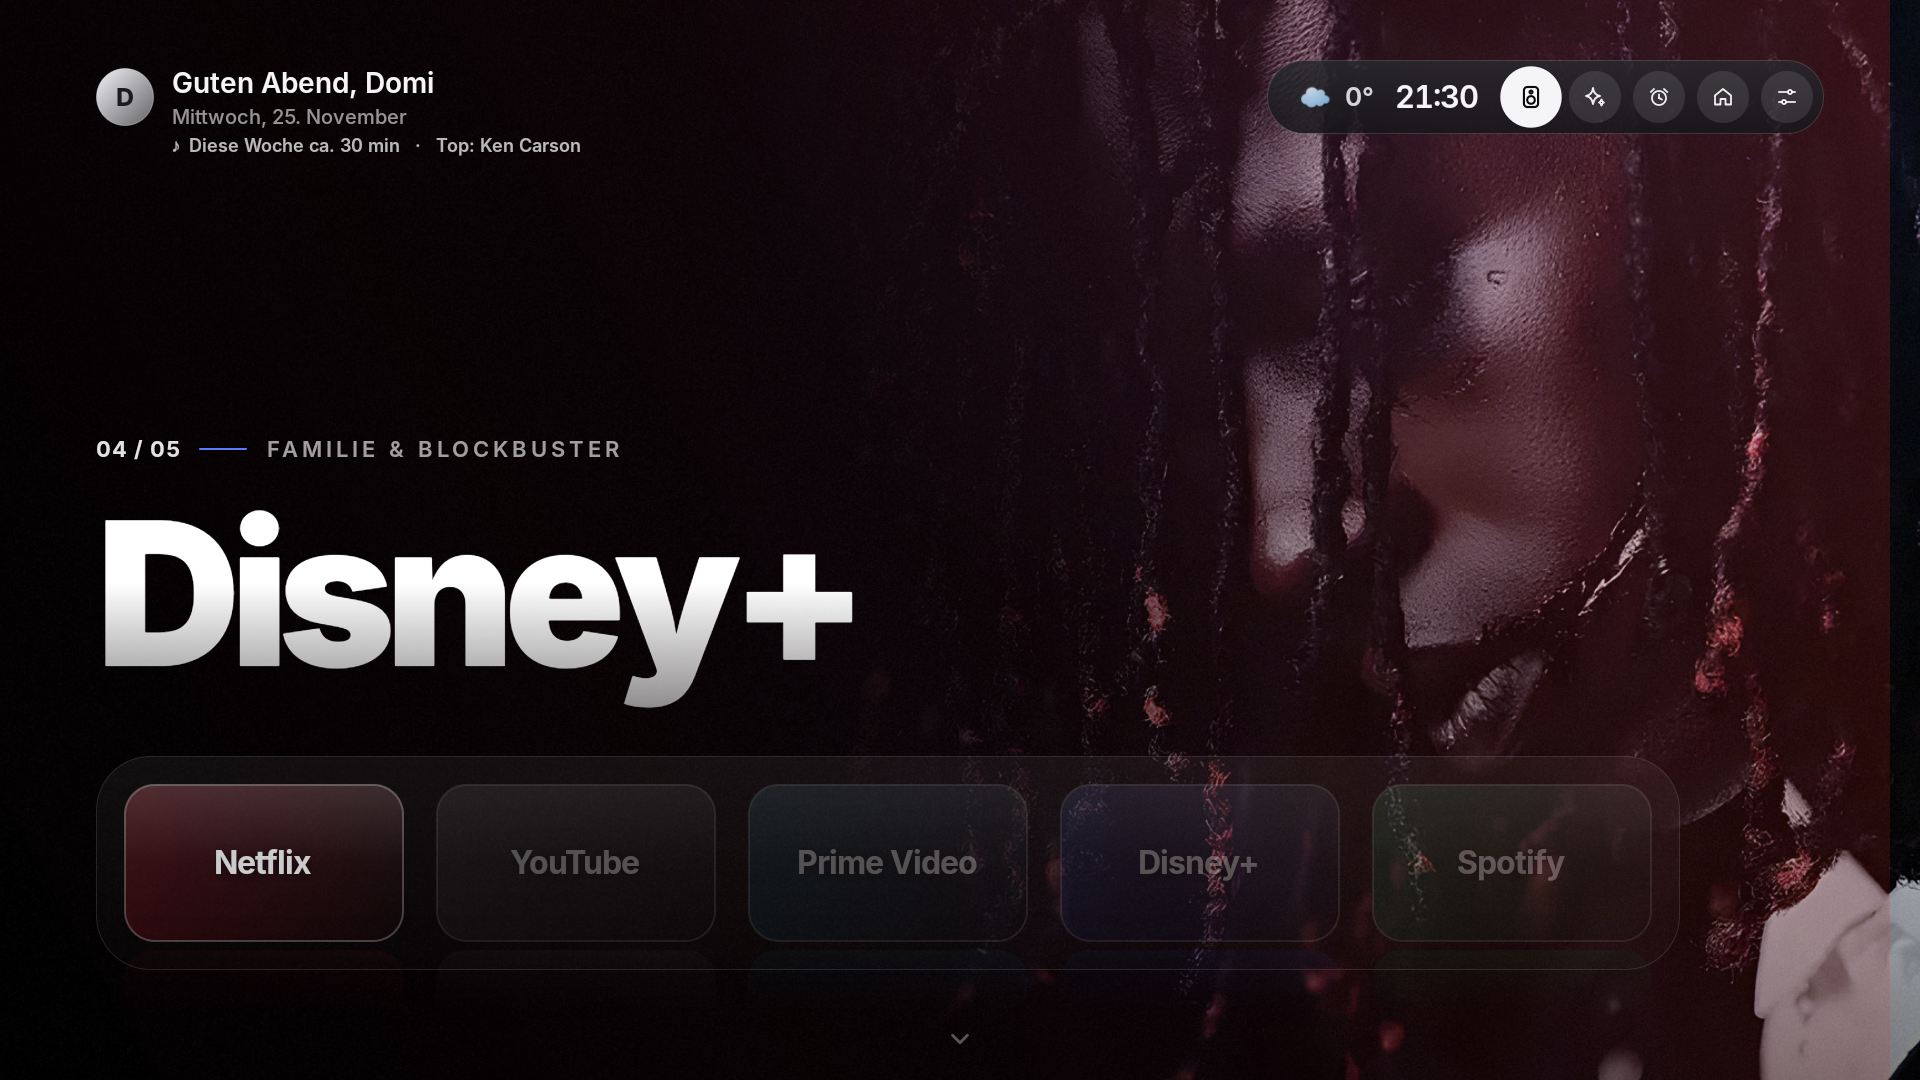 D
Guten Abend, Domi
Mittwoch, 25. November
♪ Diese Woche ca. 30 min · Top: Ken Carson
0° 21:30
04 / 05 FAMILIE & BLOCKBUSTER
Disney+
Netflix YouTube Prime Video Disney+ Spotify